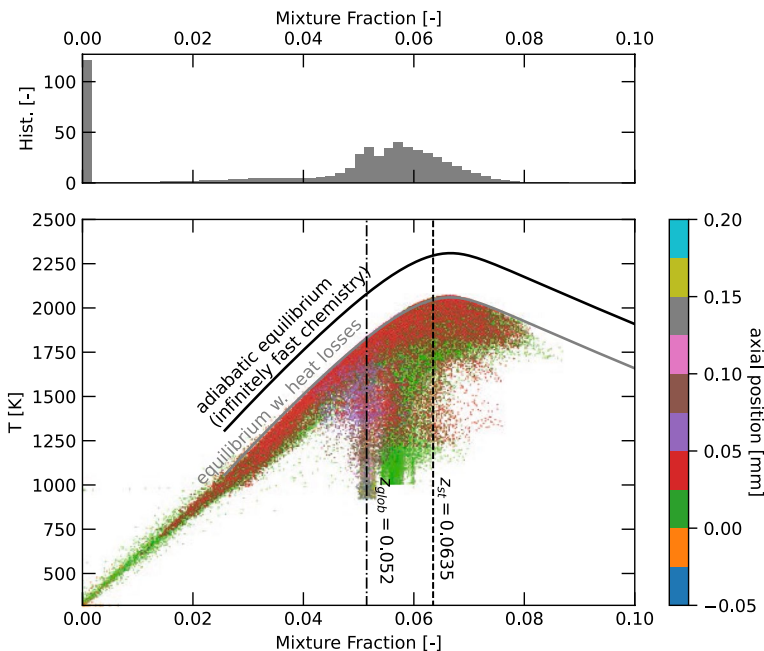 Mixture Fraction [-]
0.00 0.02 0.04 0.06 0.08 0.10
100
50
0
Hist. [-]
2500
2250
2000
1750
1500
1250
1000
750
500
T [K]
adiabatic equilibrium
(infinitely fast chemistry)
equilibrium w. heat losses
z_glob = 0.052
z_st = 0.0635
0.00 0.02 0.04 0.06 0.08 0.10
Mixture Fraction [-]
0.20
0.15
0.10
0.05
0.00
−0.05
axial position [mm]